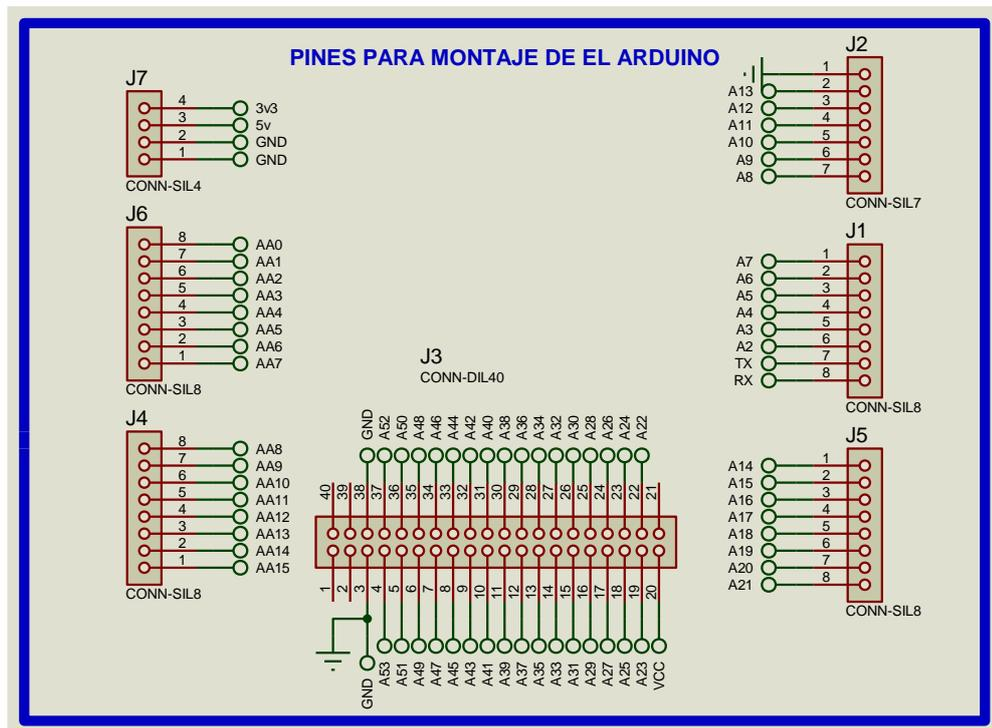 PINES PARA MONTAJE DE EL ARDUINO
J7
4 3v3
3 5v
2 GND
1 GND
CONN-SIL4
J6
8 AA0
7 AA1
6 AA2
5 AA3
4 AA4
3 AA5
2 AA6
1 AA7
CONN-SIL8
J4
8 AA8
7 AA9
6 AA10
5 AA11
4 AA12
3 AA13
2 AA14
1 AA15
CONN-SIL8
J3
CONN-DIL40
GND A52 A50 A48 A46 A44 A42 A40 A38 A36 A34 A32 A30 A28 A26 A24 A22
40 39 38 37 36 35 34 33 32 31 30 29 28 27 26 25 24 23 22 21
1 2 3 4 5 6 7 8 9 10 11 12 13 14 15 16 17 18 19 20
GND A53 A51 A49 A47 A45 A43 A41 A39 A37 A35 A33 A31 A29 A27 A25 A23 VCC
J2
1
A13 2
A12 3
A11 4
A10 5
A9 6
A8 7
CONN-SIL7
J1
A7 1
A6 2
A5 3
A4 4
A3 5
A2 6
TX 7
RX 8
CONN-SIL8
J5
A14 1
A15 2
A16 3
A17 4
A18 5
A19 6
A20 7
A21 8
CONN-SIL8